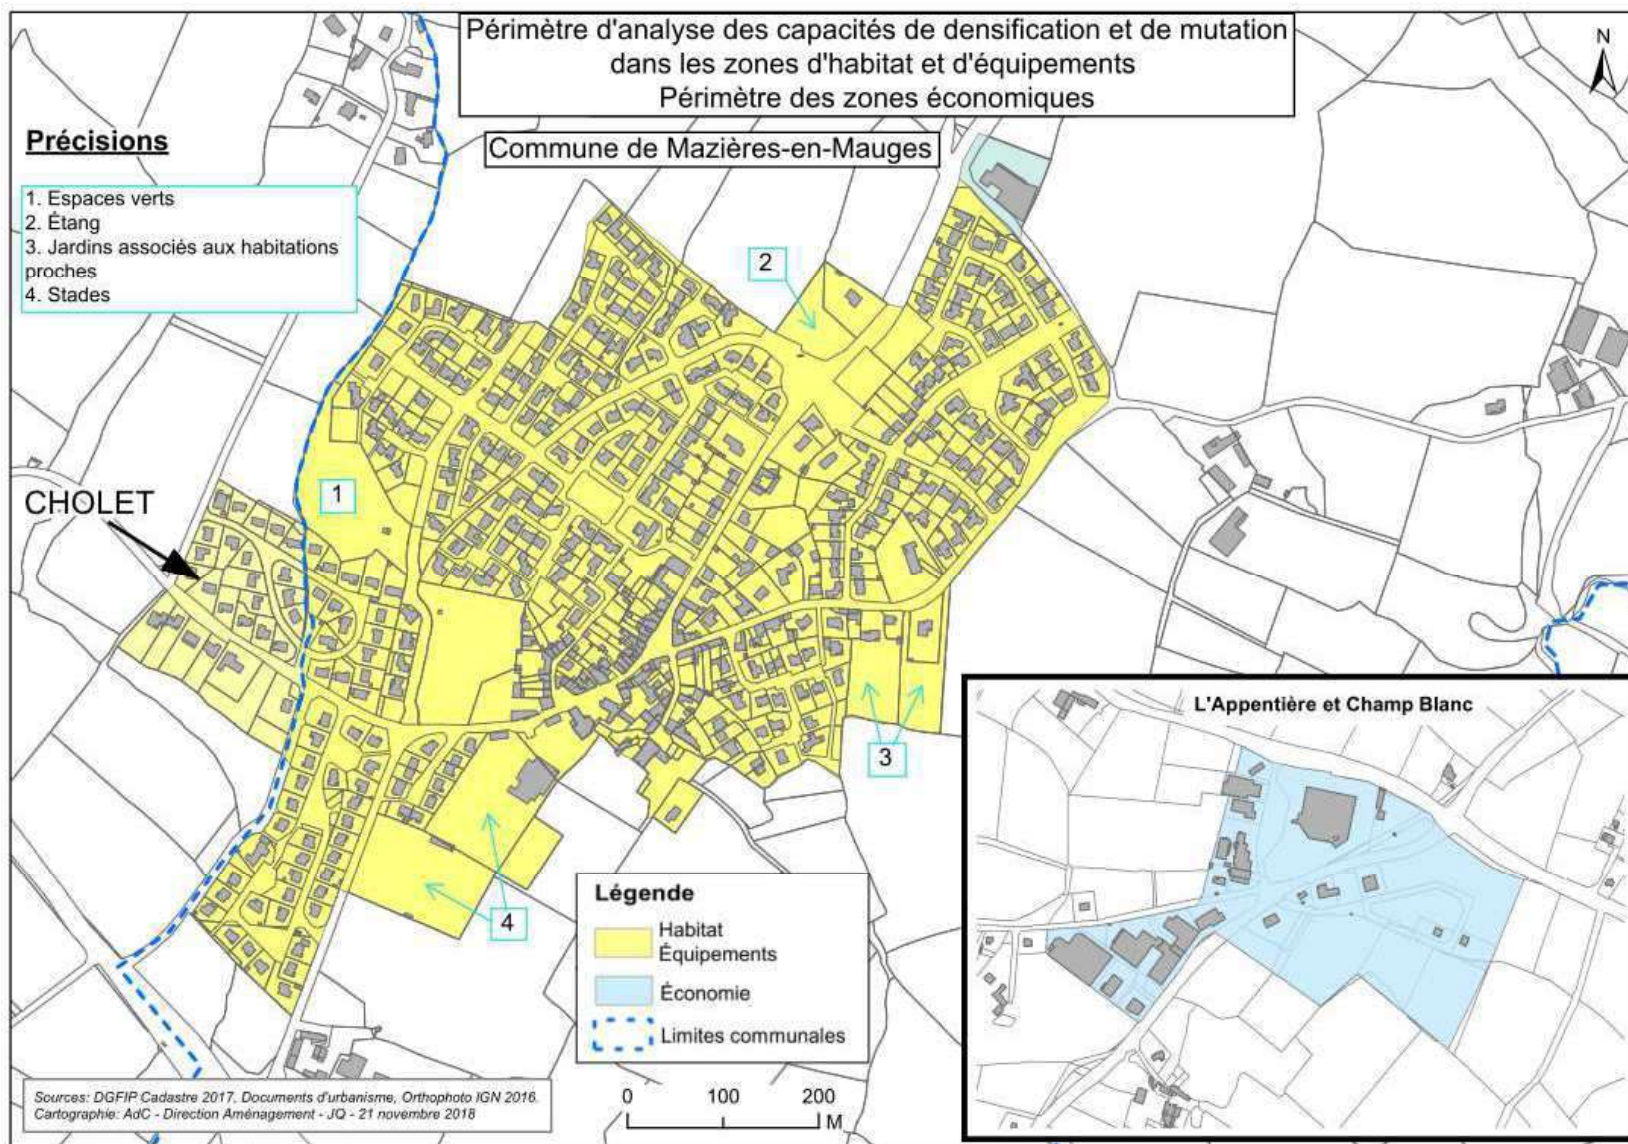 Périmètre d'analyse des capacités de densification et de mutation
dans les zones d'habitat et d'équipements
Périmètre des zones économiques
N
Commune de Mazières-en-Mauges
Précisions
1. Espaces verts
2. Étang
3. Jardins associés aux habitations
proches
4. Stades
2
1
CHOLET
3
4
L'Appentière et Champ Blanc
Légende
Habitat
Équipements
Économie
Limites communales
0 100 200
M
Sources: DGFIP Cadastre 2017, Documents d'urbanisme, Orthophoto IGN 2016.
Cartographie: AdC - Direction Aménagement - JQ - 21 novembre 2018